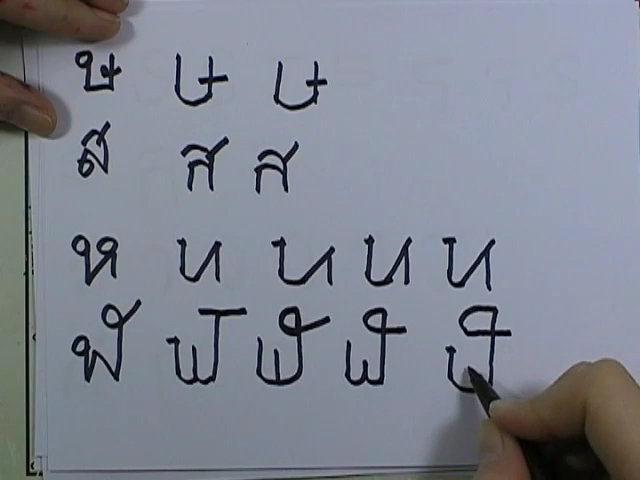 ษ ษ ษ
ส ส ส
ห ห ห ห ห
ฬ ฬ ฬ ฬ